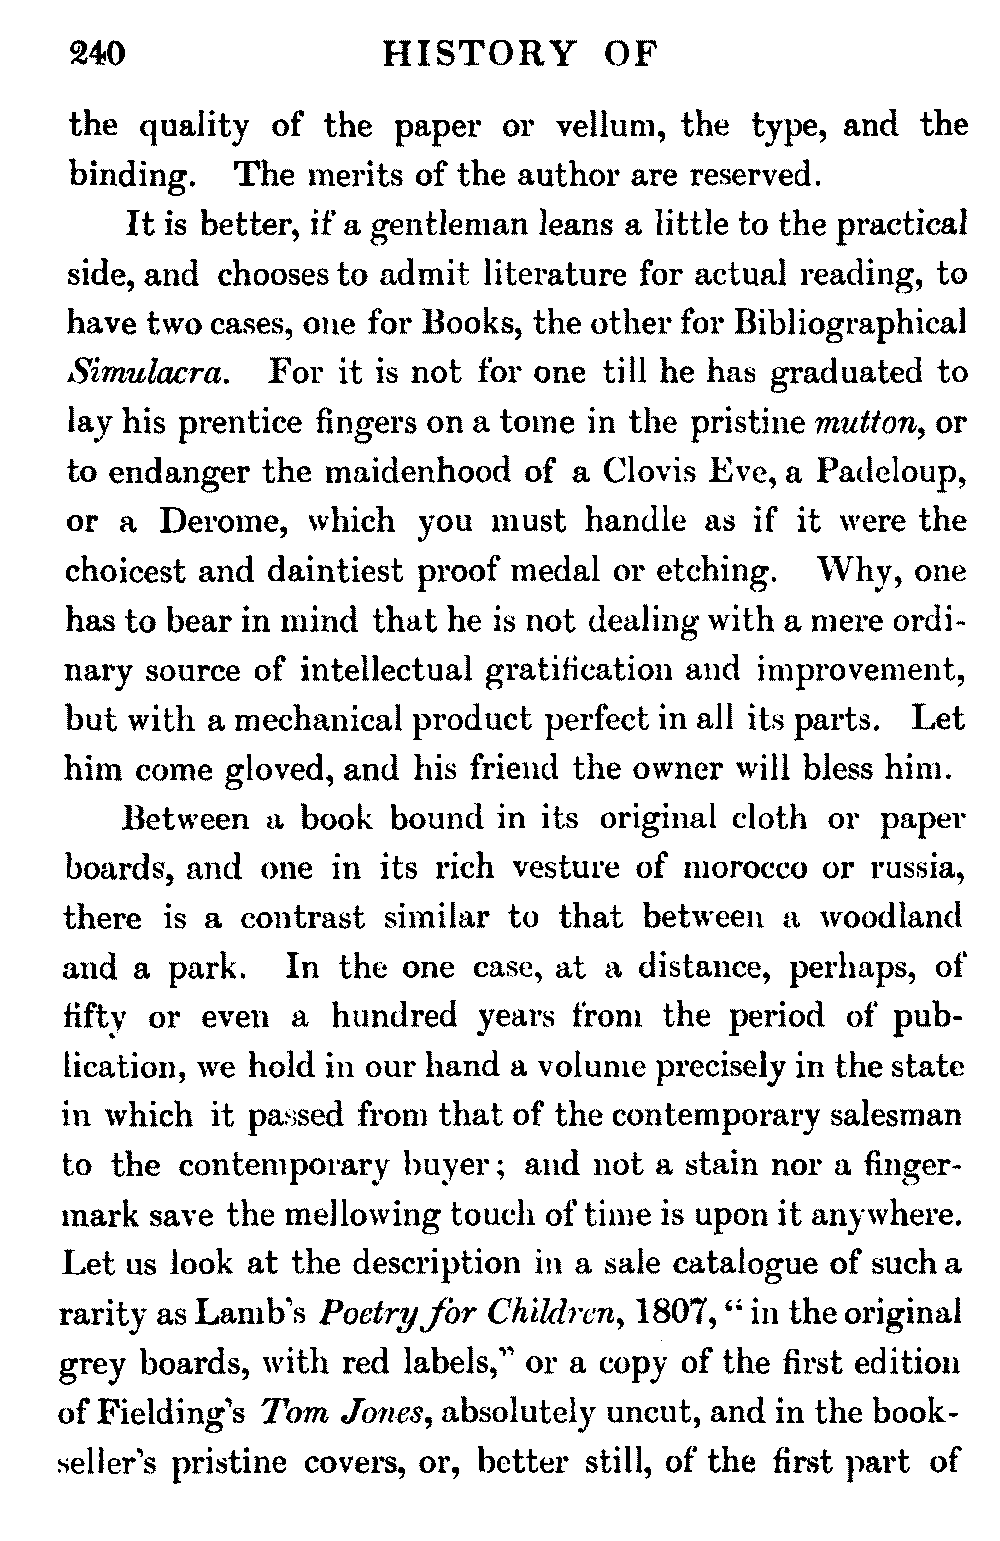 240 HISTORY OF
the quality of the paper or vellum, the type, and the
binding. The merits of the author are reserved.
It is better, if a gentleman leans a little to the practical
side, and chooses to admit literature for actual reading, to
have two cases, one for Books, the other for Bibliographical
Simulacra. For it is not for one till he has graduated to
lay his prentice fingers on a tome in the pristine mutton, or
to endanger the maidenhood of a Clovis Eve, a Padeloup,
or a Derome, which you must handle as if it were the
choicest and daintiest proof medal or etching. Why, one
has to bear in mind that he is not dealing with a mere ordi-
nary source of intellectual gratification and improvement,
but with a mechanical product perfect in all its parts. Let
him come gloved, and his friend the owner will bless him.
Between a book bound in its original cloth or paper
boards, and one in its rich vesture of morocco or russia,
there is a contrast similar to that between a woodland
and a park. In the one case, at a distance, perhaps, of
fifty or even a hundred years from the period of pub-
lication, we hold in our hand a volume precisely in the state
in which it passed from that of the contemporary salesman
to the contemporary buyer; and not a stain nor a finger-
mark save the mellowing touch of time is upon it anywhere.
Let us look at the description in a sale catalogue of such a
rarity as Lamb's Poetry for Children, 1807, "in the original
grey boards, with red labels," or a copy of the first edition
of Fielding's Tom Jones, absolutely uncut, and in the book-
seller's pristine covers, or, better still, of the first part of